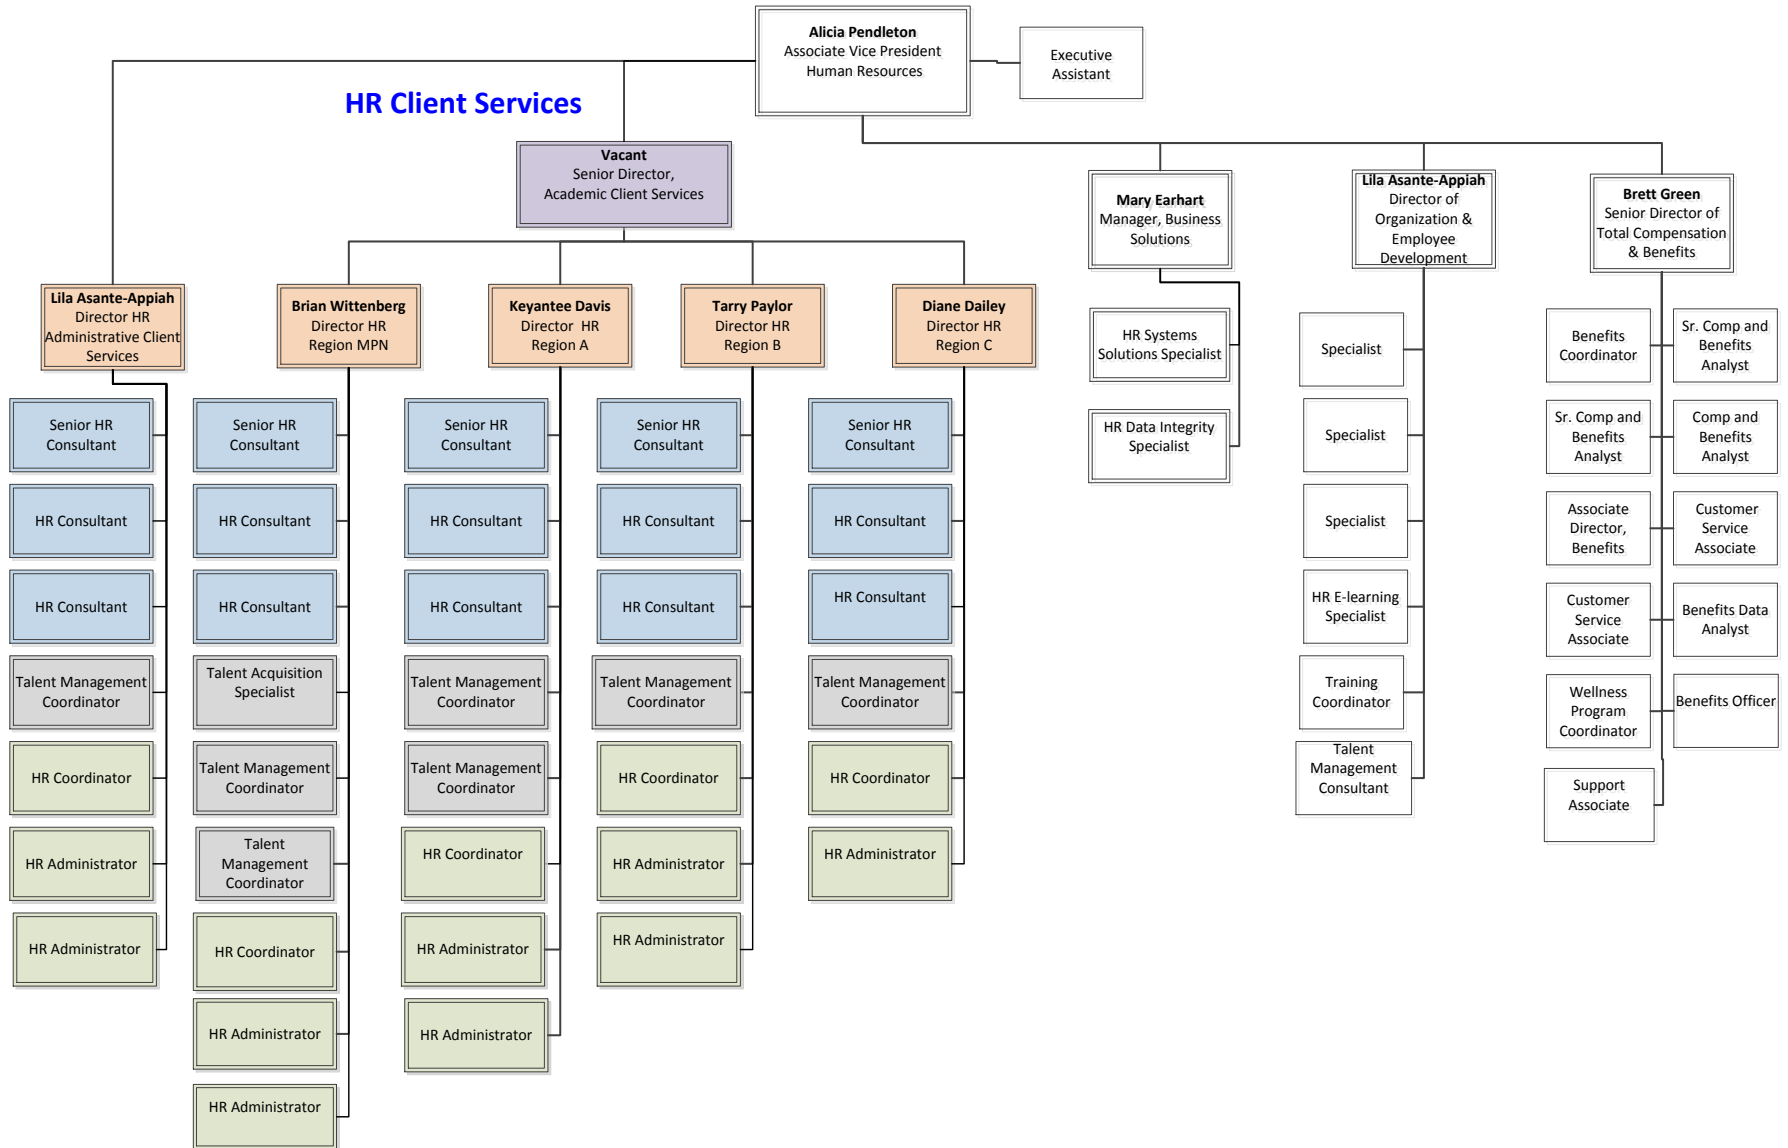 Alicia Pendleton
Associate Vice President
Human Resources
Executive
Assistant
HR Client Services
Vacant
Senior Director,
Academic Client Services
Mary Earhart
Manager, Business
Solutions
Lila Asante-Appiah
Director of
Organization &
Employee
Development
Brett Green
Senior Director of
Total Compensation
& Benefits
Lila Asante-Appiah
Director HR
Administrative Client
Services
Brian Wittenberg
Director HR
Region MPN
Keyantee Davis
Director  HR
Region A
Tarry Paylor
Director HR
Region B
Diane Dailey
Director HR
Region C
Senior HR
Consultant
HR Consultant
HR Consultant
Talent Management
Coordinator
HR Coordinator
HR Administrator
HR Administrator
Senior HR
Consultant
HR Consultant
HR Consultant
Talent Acquisition
Specialist
Talent Management
Coordinator
Talent
Management
Coordinator
HR Coordinator
HR Administrator
HR Administrator
Senior HR
Consultant
HR Consultant
HR Consultant
Talent Management
Coordinator
Talent Management
Coordinator
HR Coordinator
HR Administrator
HR Administrator
Senior HR
Consultant
HR Consultant
HR Consultant
Talent Management
Coordinator
HR Coordinator
HR Administrator
HR Administrator
Senior HR
Consultant
HR Consultant
HR Consultant
Talent Management
Coordinator
HR Coordinator
HR Administrator
HR Systems
Solutions Specialist
HR Data Integrity
Specialist
Specialist
Specialist
Specialist
HR E-learning
Specialist
Training
Coordinator
Talent
Management
Consultant
Benefits
Coordinator
Sr. Comp and
Benefits
Analyst
Sr. Comp and
Benefits
Analyst
Comp and
Benefits
Analyst
Associate
Director,
Benefits
Customer
Service
Associate
Customer
Service
Associate
Benefits Data
Analyst
Wellness
Program
Coordinator
Benefits Officer
Support
Associate